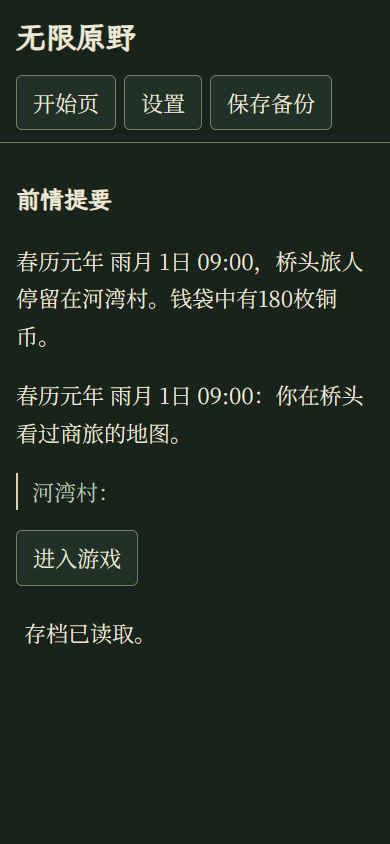 无限原野
开始页 设置 保存备份
前情提要
春历元年 雨月 1日 09:00，桥头旅人
停留在河湾村。钱袋中有180枚铜
币。
春历元年 雨月 1日 09:00：你在桥头
看过商旅的地图。
河湾村：
进入游戏
存档已读取。